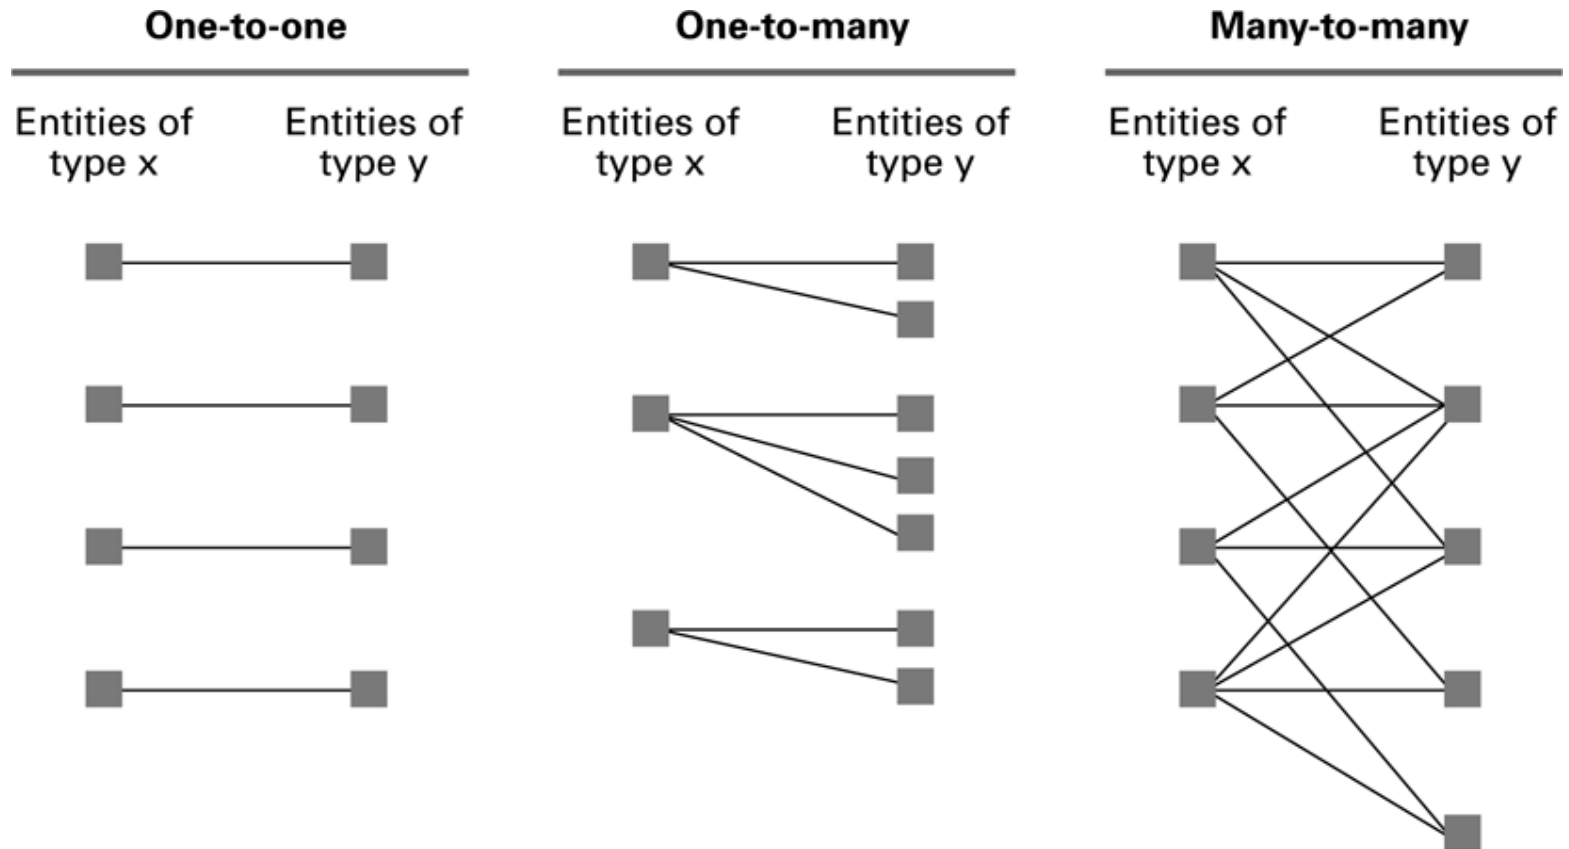 One-to-one
Entities of
type x
Entities of
type y
One-to-many
Entities of
type x
Entities of
type y
Many-to-many
Entities of
type x
Entities of
type y